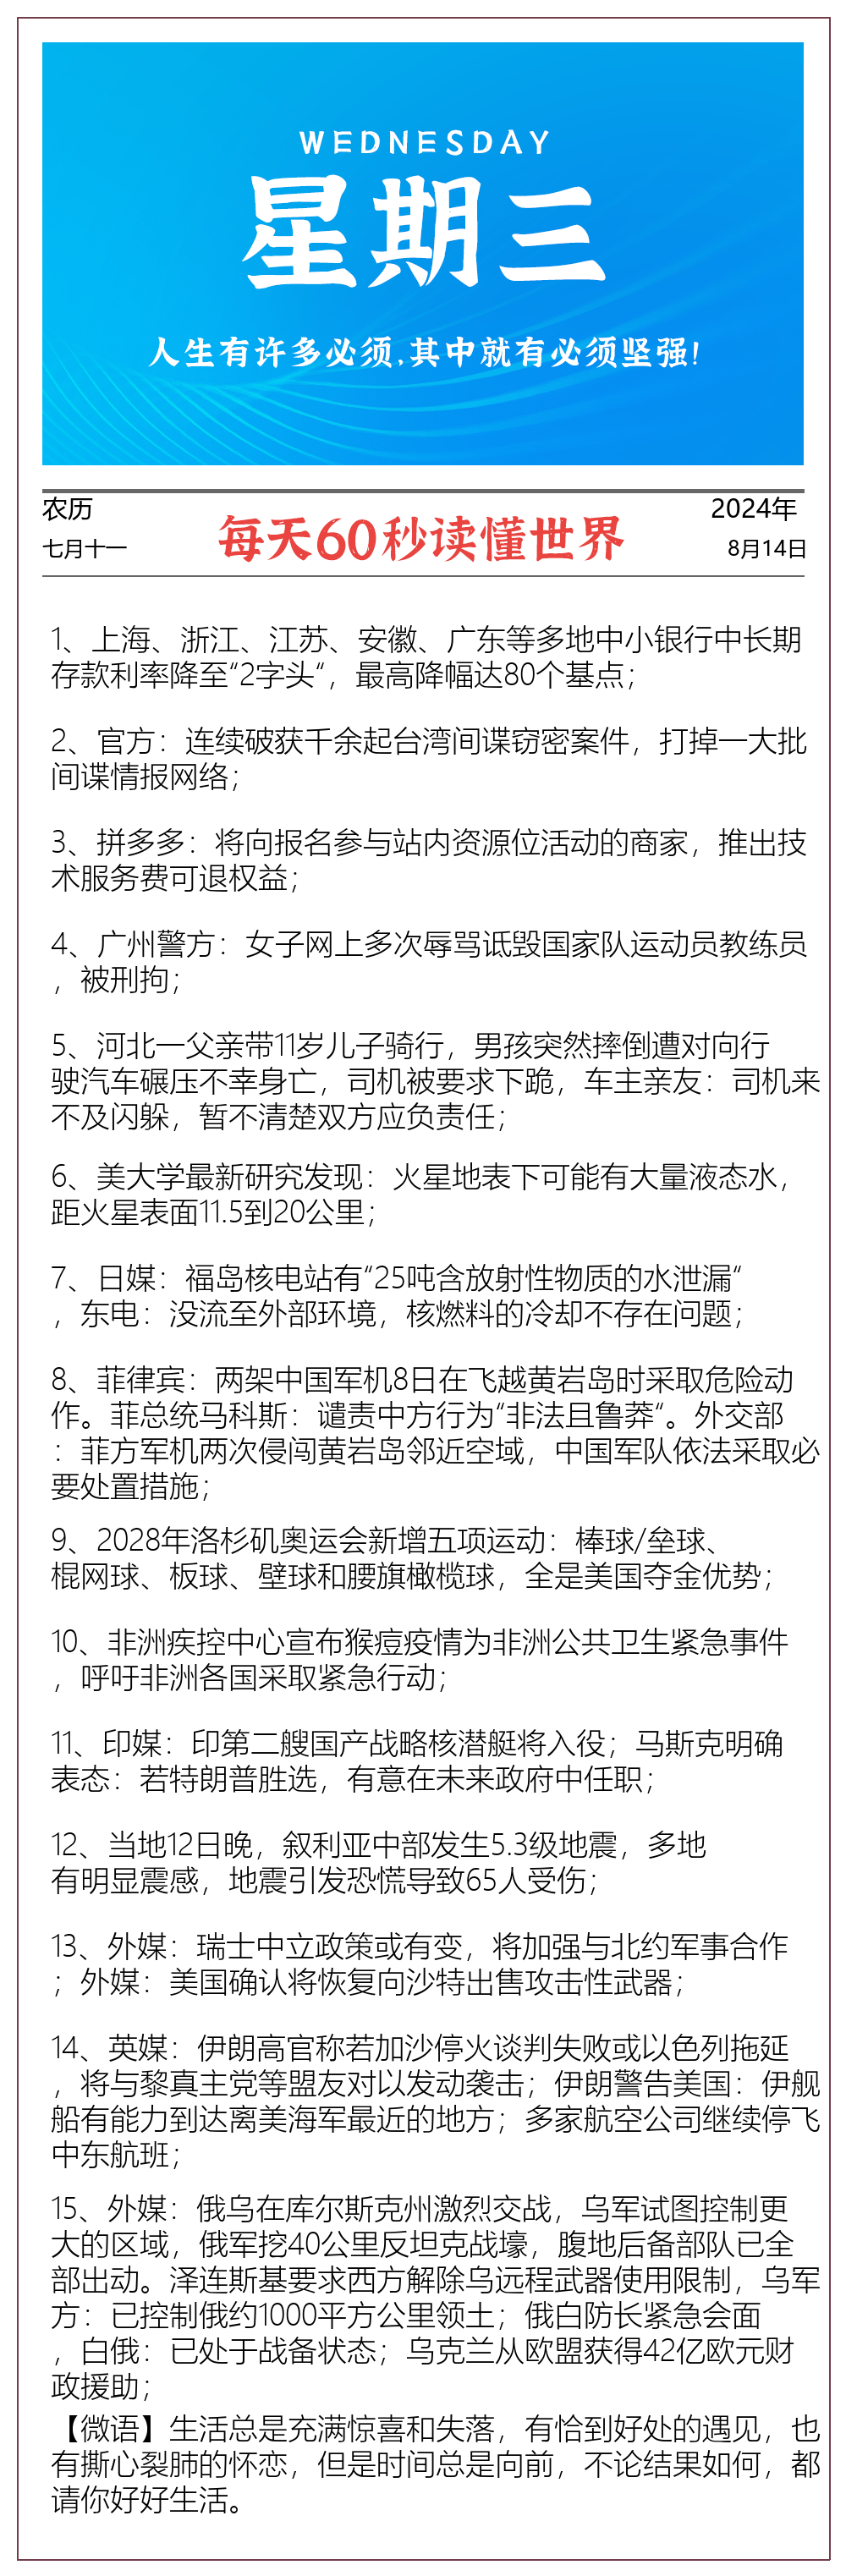 WEDNESDAY
星期三
人生有许多必须,其中就有必须坚强!
农历
七月十一
每天60秒读懂世界
2024年
8月14日
1、上海、浙江、江苏、安徽、广东等多地中小银行中长期
存款利率降至“2字头“，最高降幅达80个基点；
2、官方：连续破获千余起台湾间谍窃密案件，打掉一大批
间谍情报网络；
3、拼多多：将向报名参与站内资源位活动的商家，推出技
术服务费可退权益；
4、广州警方：女子网上多次辱骂诋毁国家队运动员教练员
，被刑拘；
5、河北一父亲带11岁儿子骑行，男孩突然摔倒遭对向行
驶汽车碾压不幸身亡，司机被要求下跪，车主亲友：司机来
不及闪躲，暂不清楚双方应负责任；
6、美大学最新研究发现：火星地表下可能有大量液态水，
距火星表面11.5到20公里；
7、日媒：福岛核电站有“25吨含放射性物质的水泄漏“
，东电：没流至外部环境，核燃料的冷却不存在问题；
8、菲律宾：两架中国军机8日在飞越黄岩岛时采取危险动
作。菲总统马科斯：谴责中方行为“非法且鲁莽“。外交部
：菲方军机两次侵闯黄岩岛邻近空域，中国军队依法采取必
要处置措施；
9、2028年洛杉矶奥运会新增五项运动：棒球/垒球、
棍网球、板球、壁球和腰旗橄榄球，全是美国夺金优势；
10、非洲疾控中心宣布猴痘疫情为非洲公共卫生紧急事件
，呼吁非洲各国采取紧急行动；
11、印媒：印第二艘国产战略核潜艇将入役；马斯克明确
表态：若特朗普胜选，有意在未来政府中任职；
12、当地12日晚，叙利亚中部发生5.3级地震，多地
有明显震感，地震引发恐慌导致65人受伤；
13、外媒：瑞士中立政策或有变，将加强与北约军事合作
；外媒：美国确认将恢复向沙特出售攻击性武器；
14、英媒：伊朗高官称若加沙停火谈判失败或以色列拖延
，将与黎真主党等盟友对以发动袭击；伊朗警告美国：伊舰
船有能力到达离美海军最近的地方；多家航空公司继续停飞
中东航班；
15、外媒：俄乌在库尔斯克州激烈交战，乌军试图控制更
大的区域，俄军挖40公里反坦克战壕，腹地后备部队已全
部出动。泽连斯基要求西方解除乌远程武器使用限制，乌军
方：已控制俄约1000平方公里领土；俄白防长紧急会面
，白俄：已处于战备状态；乌克兰从欧盟获得42亿欧元财
政援助；
【微语】生活总是充满惊喜和失落，有恰到好处的遇见，也
有撕心裂肺的怀恋，但是时间总是向前，不论结果如何，都
请你好好生活。